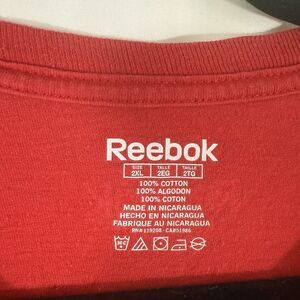 Reebok
SIZE TALLE TAILLE
2XL 2EG 2TG
100% COTTON
100% ALGODON
100% COTON
MADE IN NICARAGUA
HECHO EN NICARAGUA
FABRIQUE AU NICARAGUA